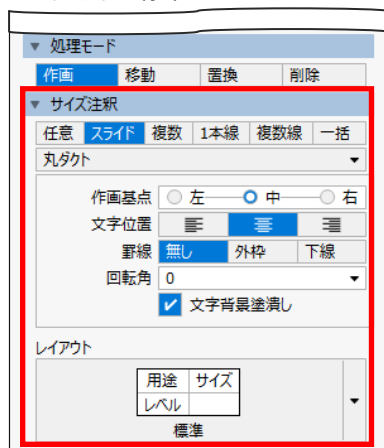 ▼ 処理モード
作画 移動 置換 削除
▼ サイズ注釈
任意 スライド 複数 1本線 複数線 一括
丸ダクト
作画基点 左 中 右
文字位置
罫線 無し 外枠 下線
回転角 0
文字背景塗潰し
レイアウト
用途 サイズ
レベル
標準